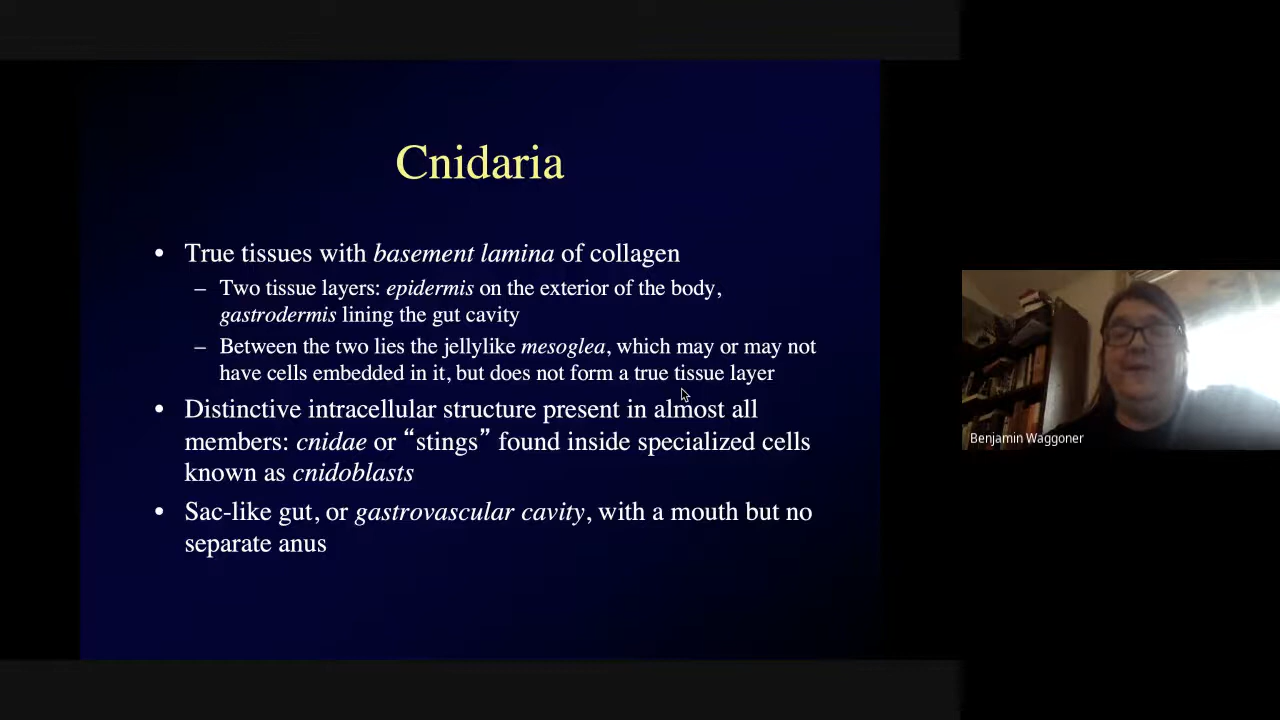 Cnidaria
• True tissues with basement lamina of collagen
– Two tissue layers: epidermis on the exterior of the body,
gastrodermis lining the gut cavity
– Between the two lies the jellylike mesoglea, which may or may not
have cells embedded in it, but does not form a true tissue layer
• Distinctive intracellular structure present in almost all
members: cnidae or “stings” found inside specialized cells
known as cnidoblasts
• Sac-like gut, or gastrovascular cavity, with a mouth but no
separate anus
Benjamin Waggoner